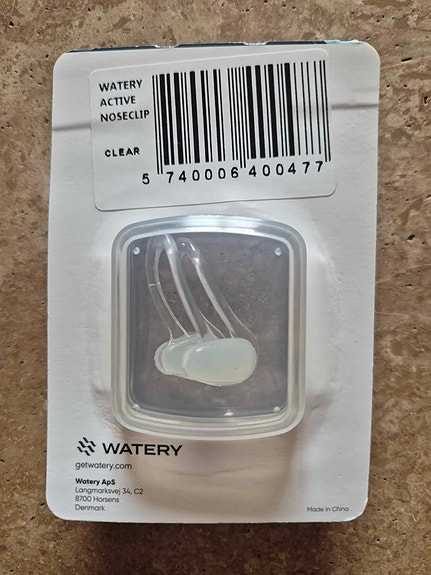 WATERY
ACTIVE
NOSECLIP
CLEAR
5 740006 400477
WATERY
getwatery.com
Watery ApS
Langmarksvej 34, C2
8700 Horsens
Denmark
Made in China